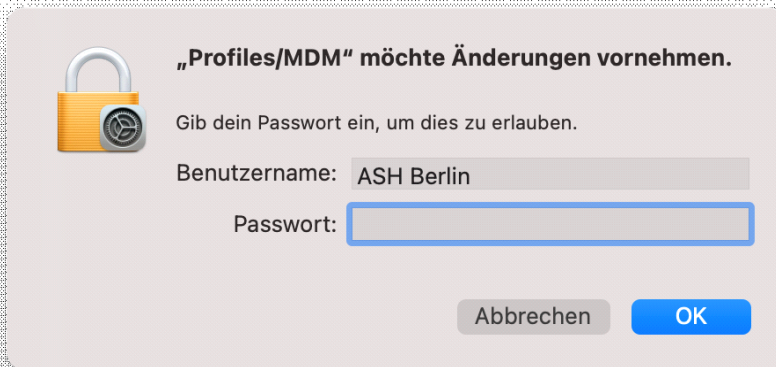 „Profiles/MDM“ möchte Änderungen vornehmen.
Gib dein Passwort ein, um dies zu erlauben.
Benutzername: ASH Berlin
Passwort:
Abbrechen OK